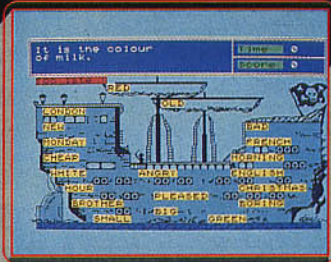 It is the colour
of milk.
Time 0
Score 0
RED
OLD
LONDON
NEW
BAD
MONDAY
FRENCH
CHEAP
MORNING
WHITE
ANGRY
ENGLISH
HOUR
CHRISTMAS
PLEASED
BROTHER
BORING
BIG
SMALL
GREEN